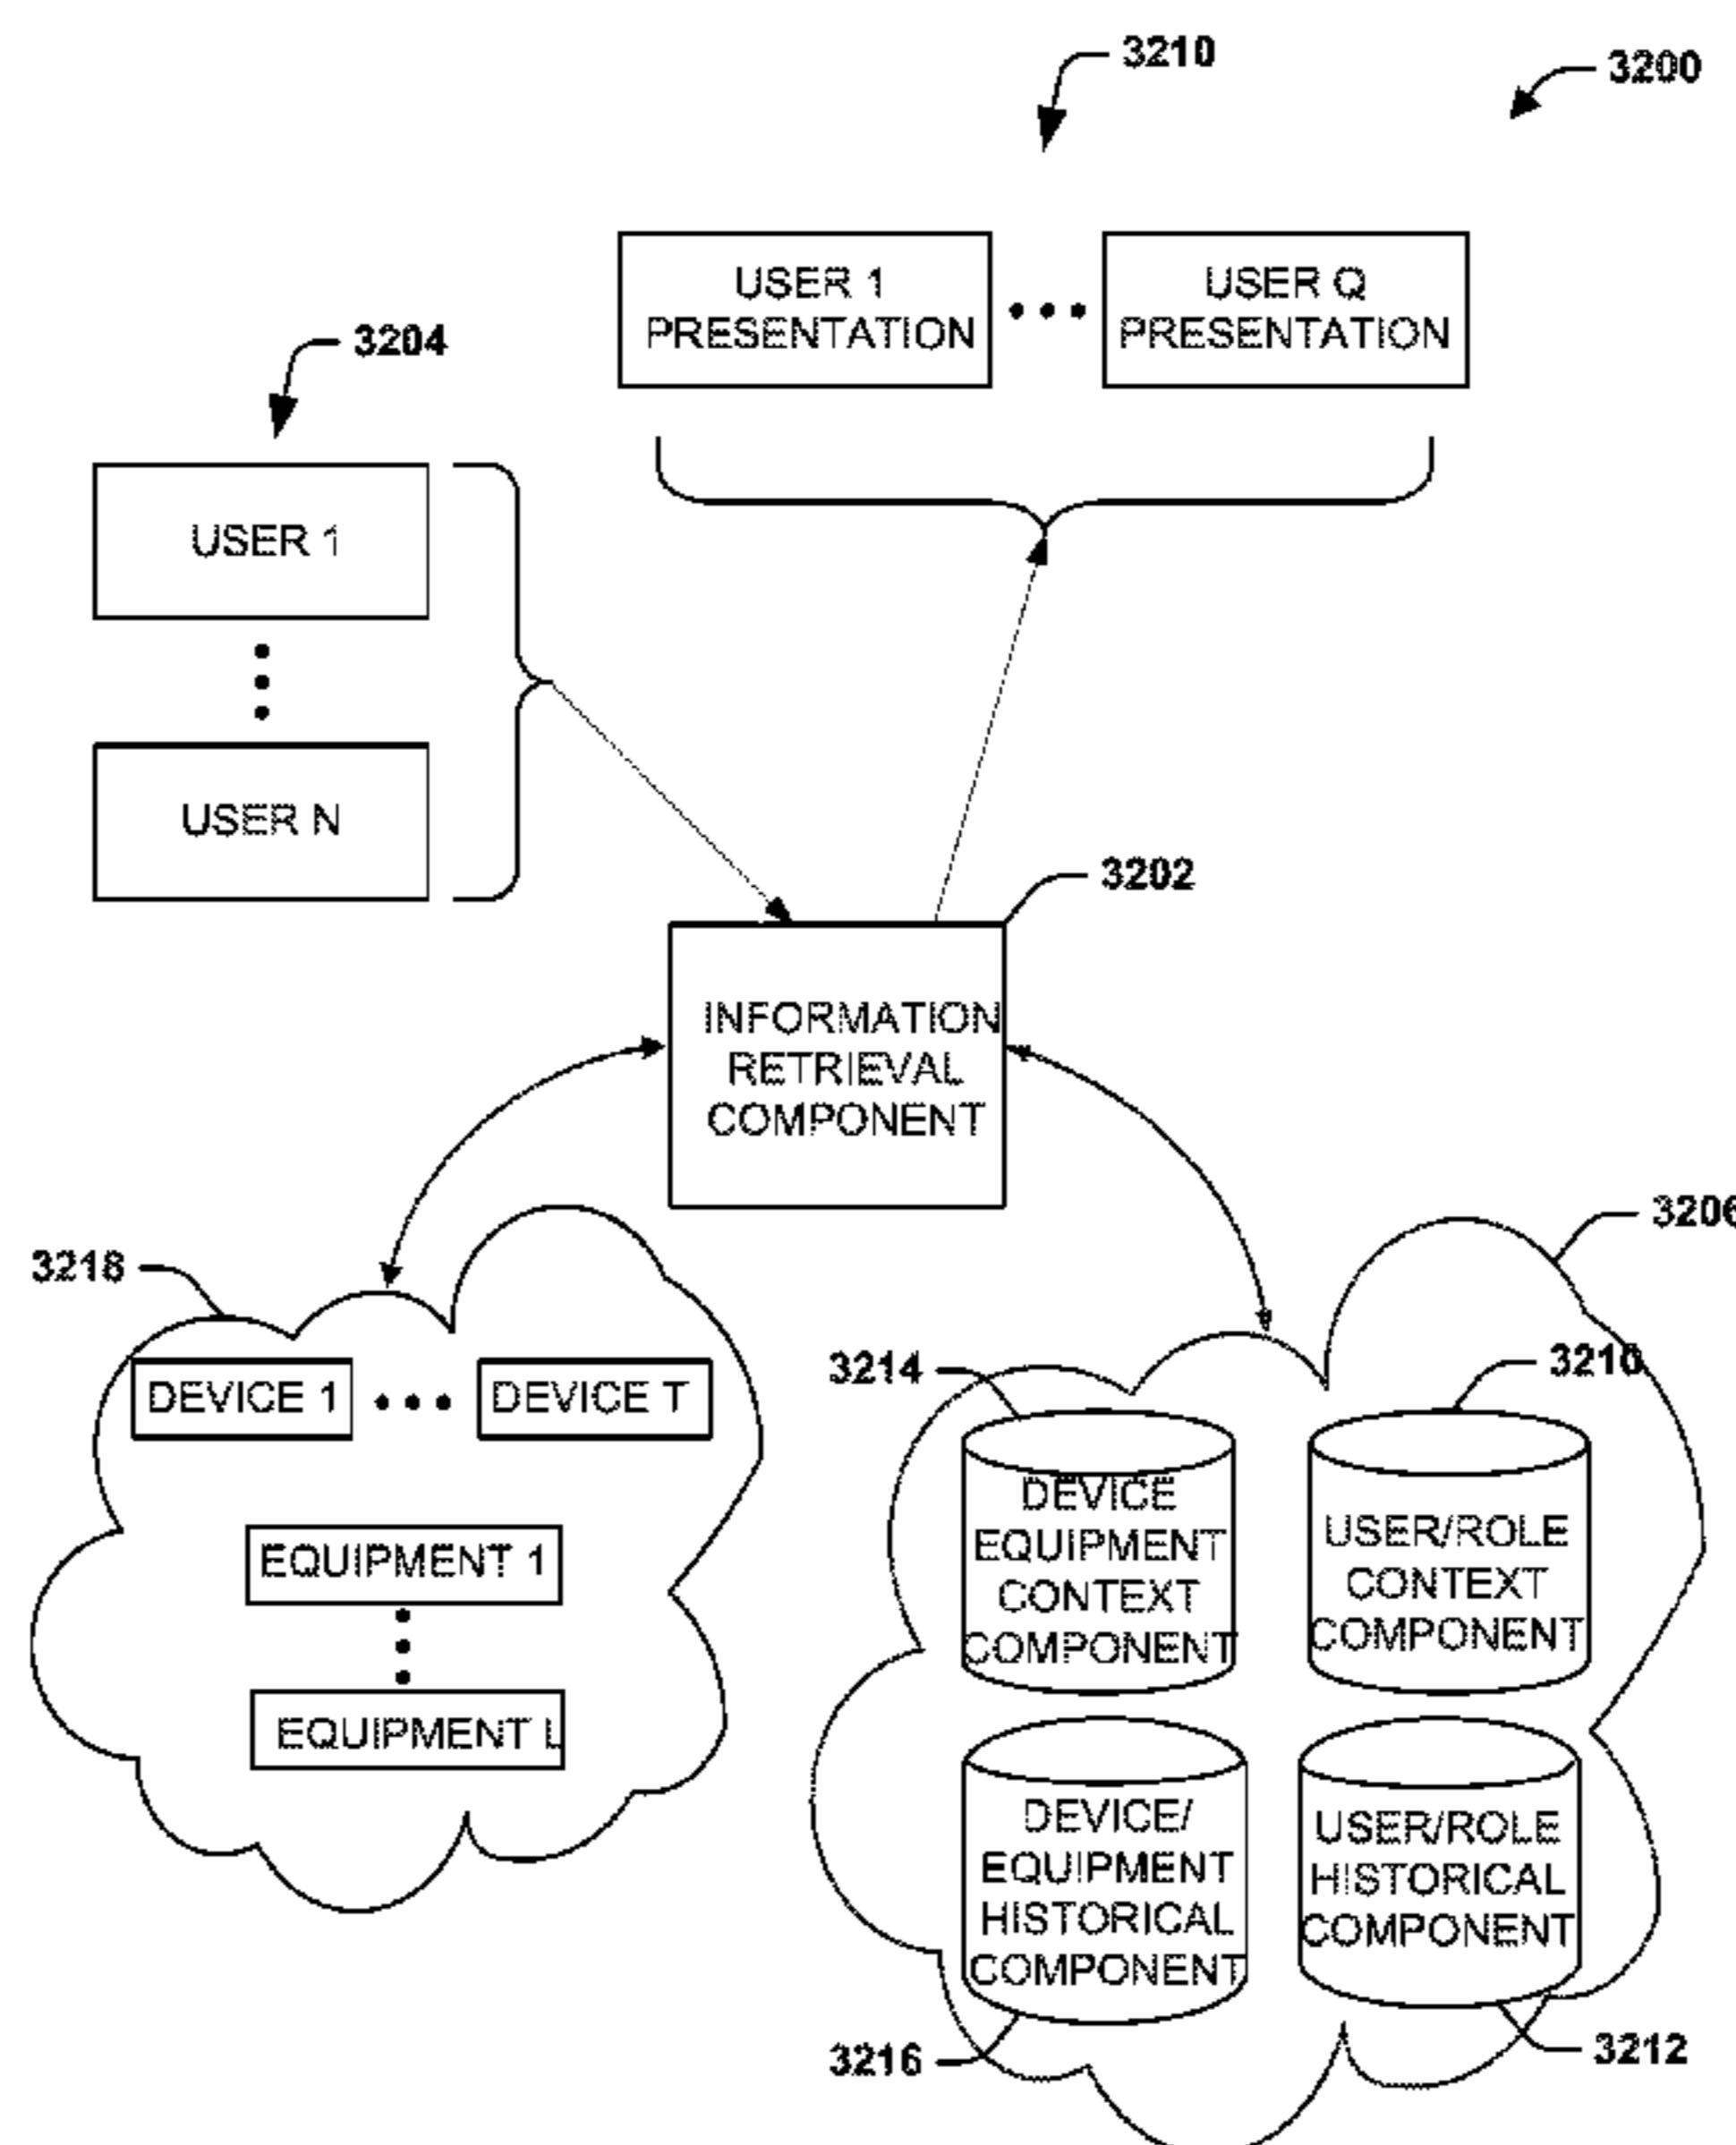 3210
3200
USER 1
PRESENTATION
USER Q
PRESENTATION
3204
USER 1
USER N
3202
INFORMATION
RETRIEVAL
COMPONENT
3206
3218
DEVICE 1
DEVICE T
EQUIPMENT 1
EQUIPMENT L
3214
3210
DEVICE
EQUIPMENT
CONTEXT
COMPONENT
USER/ROLE
CONTEXT
COMPONENT
DEVICE/
EQUIPMENT
HISTORICAL
COMPONENT
USER/ROLE
HISTORICAL
COMPONENT
3216
3212